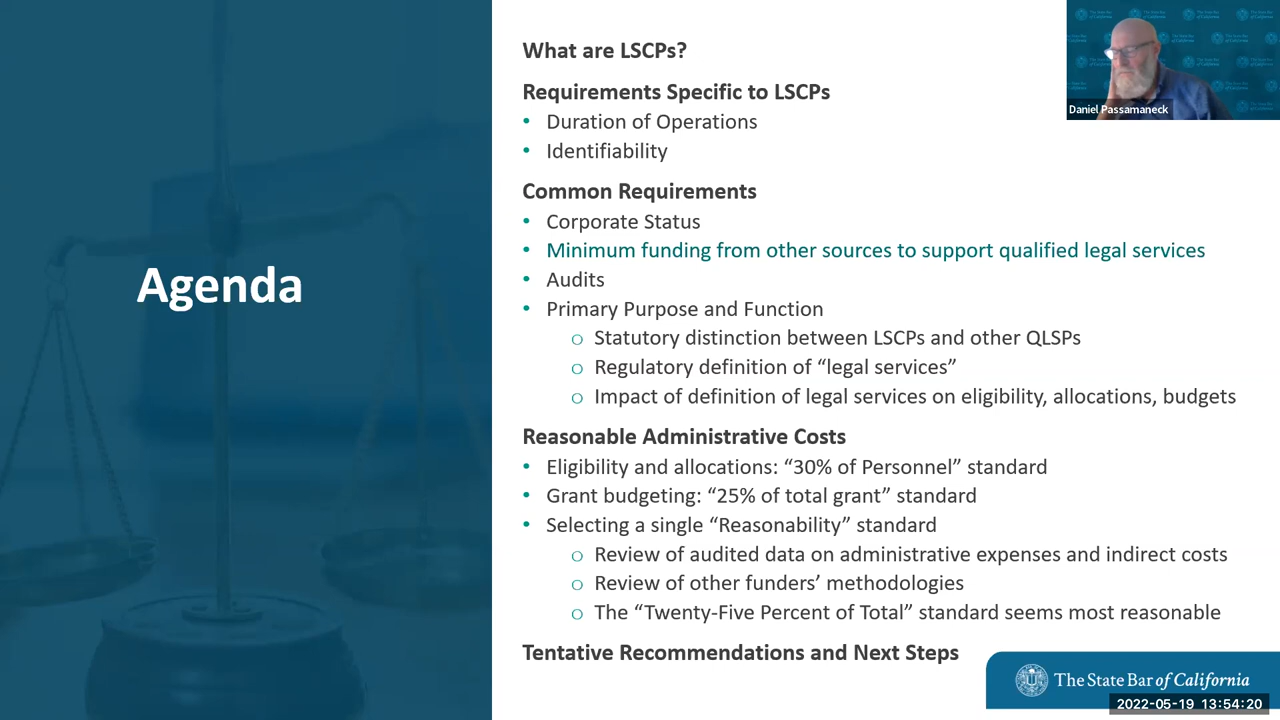 Agenda
What are LSCPs?
Requirements Specific to LSCPs
• Duration of Operations
• Identifiability
Common Requirements
• Corporate Status
• Minimum funding from other sources to support qualified legal services
• Audits
• Primary Purpose and Function
o Statutory distinction between LSCPs and other QLSPs
o Regulatory definition of “legal services”
o Impact of definition of legal services on eligibility, allocations, budgets
Reasonable Administrative Costs
• Eligibility and allocations: “30% of Personnel” standard
• Grant budgeting: “25% of total grant” standard
• Selecting a single “Reasonability” standard
o Review of audited data on administrative expenses and indirect costs
o Review of other funders’ methodologies
o The “Twenty-Five Percent of Total” standard seems most reasonable
Tentative Recommendations and Next Steps
Daniel Passamaneck
The State Bar of California
2022-05-19 13:54:20